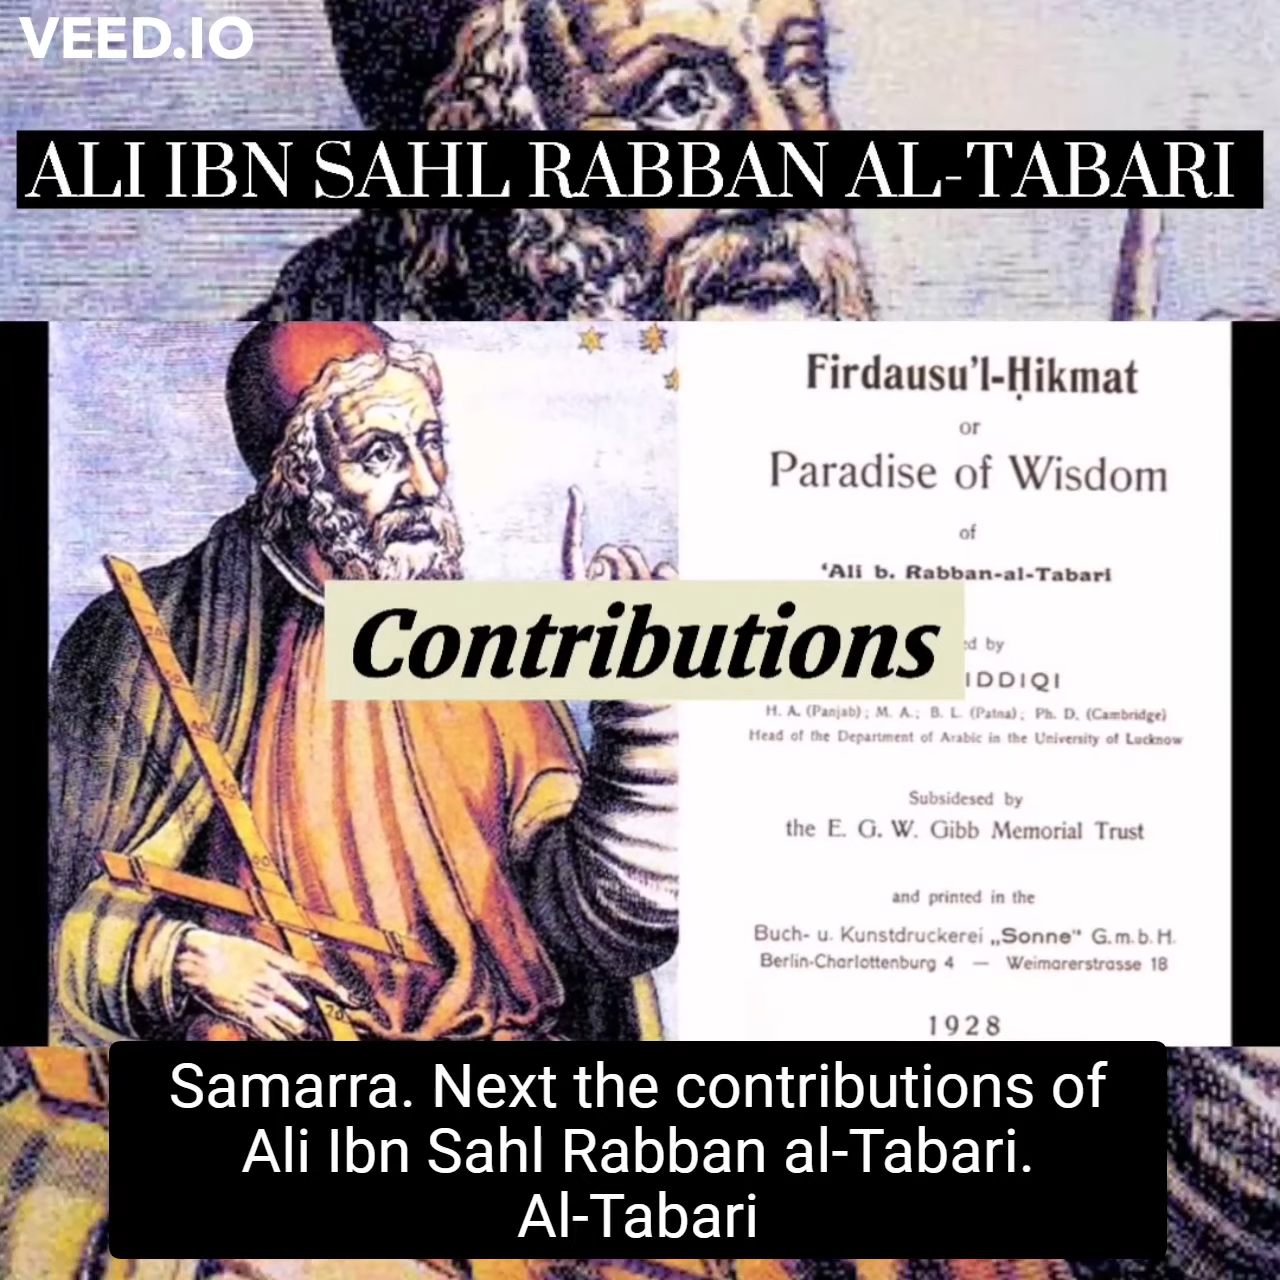 VEED.IO
ALI IBN SAHL RABBAN AL-TABARI
Firdausu'l-Ḥikmat
or
Paradise of Wisdom
of
‘Ali b. Rabban-al-Tabari
Contributions
by
H. A. (Panjab); M. A.; B. L. (Patna); Ph. D. (Cambridge)
Head of the Department of Arabic in the University of Lucknow
Subsidesed by
the E. G. W. Gibb Memorial Trust
and printed in the
Buch- u. Kunstdruckerei „Sonne“ G.m.b.H.
Berlin-Charlottenburg 4 — Weimarerstrasse 18
1928
Samarra. Next the contributions of
Ali Ibn Sahl Rabban al-Tabari.
Al-Tabari